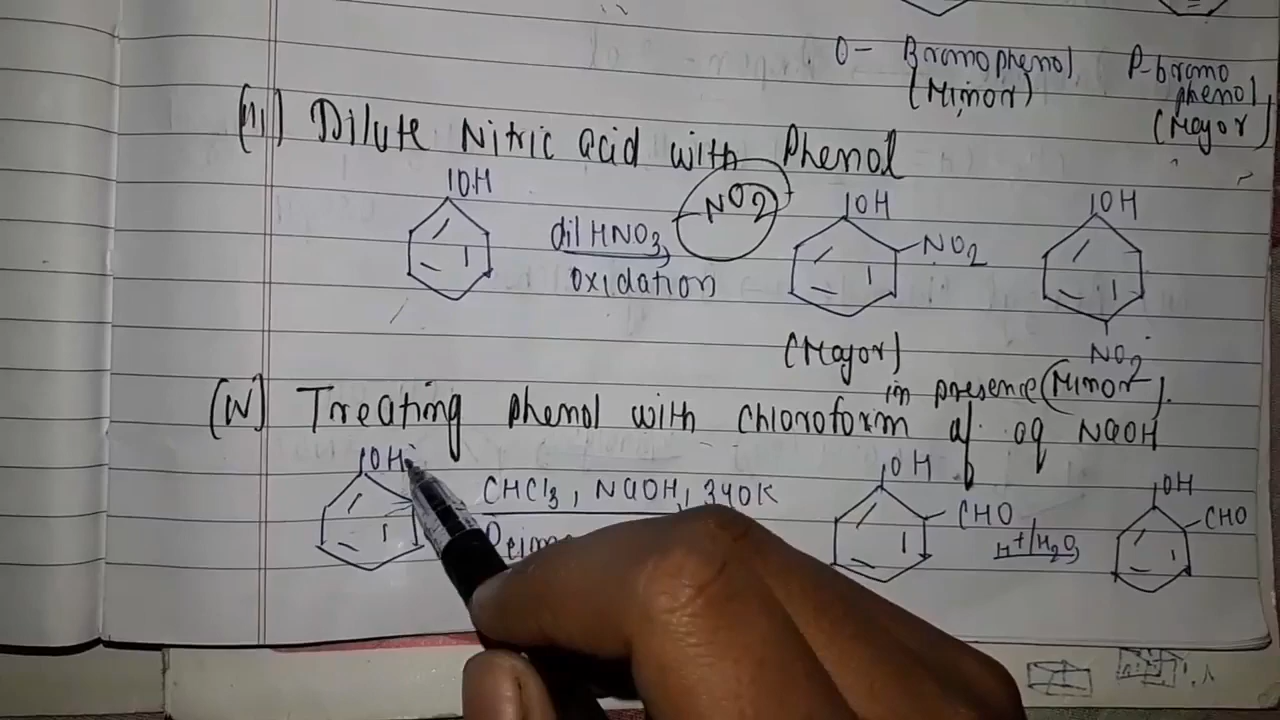 O- Bromophenol P-bromo
(Minor) phenol
(Major)
(iii) Dilute Nitric acid with Phenol
OH NO2 OH OH
dil HNO3 NO2
oxidation
(Major) NO2
in presence (Minor).
(iv) Treating phenol with chloroform of aq NaOH
OH OH OH
CHCl3, NaOH, 340K CHO CHO
H+/H2O